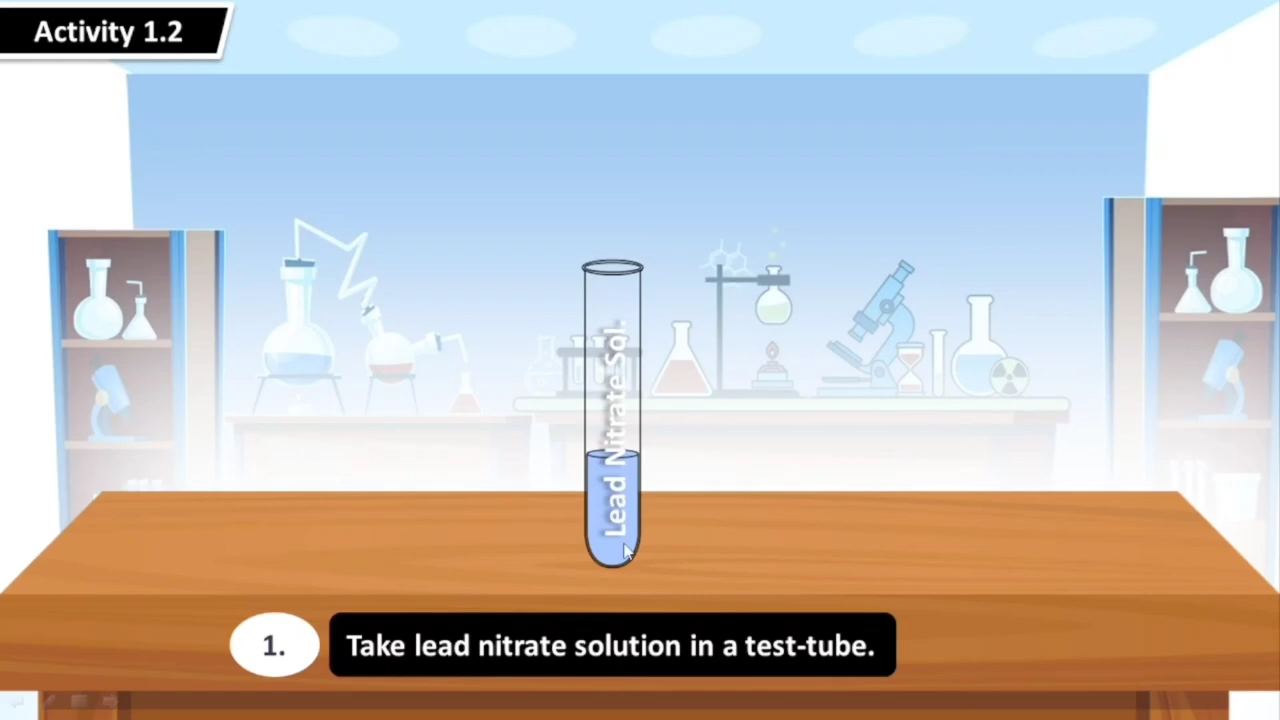 Activity 1.2
Lead Nitrate Sol.
1.
Take lead nitrate solution in a test-tube.